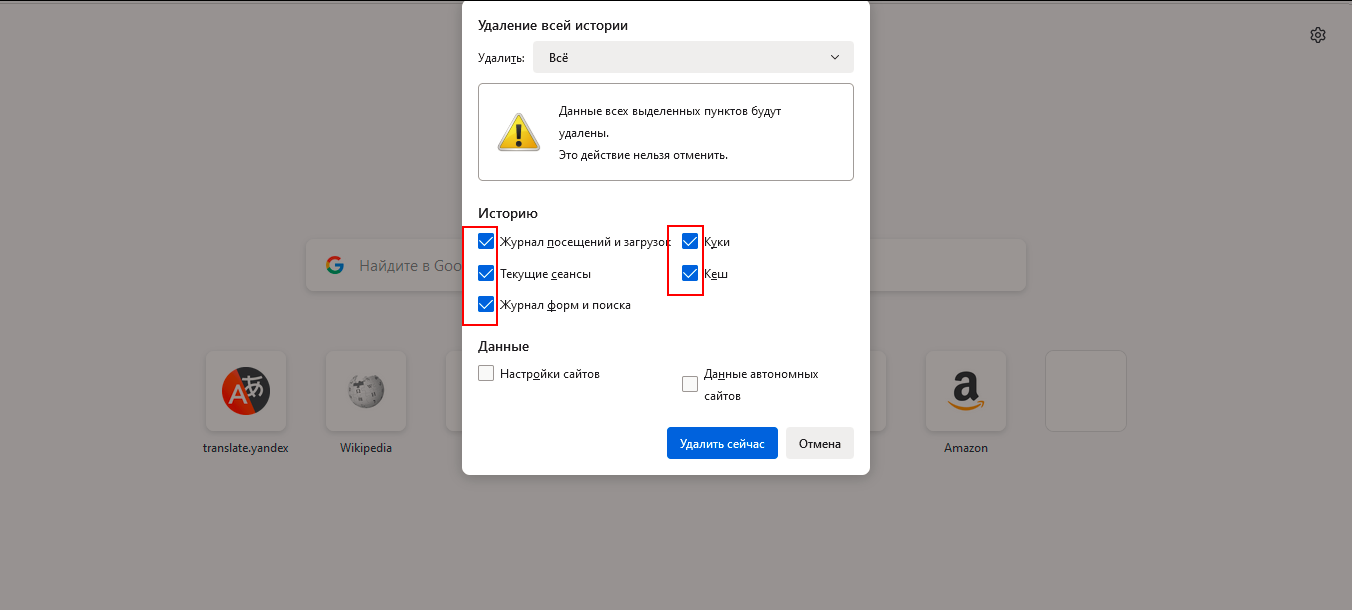 Удаление всей истории
Удалить: Всё
Данные всех выделенных пунктов будут
удалены.
Это действие нельзя отменить.
Историю
Журнал посещений и загрузок Куки
Текущие сеансы Кеш
Журнал форм и поиска
Найдите в Goo
Данные
Настройки сайтов Данные автономных
сайтов
Удалить сейчас Отмена
translate.yandex Wikipedia Amazon